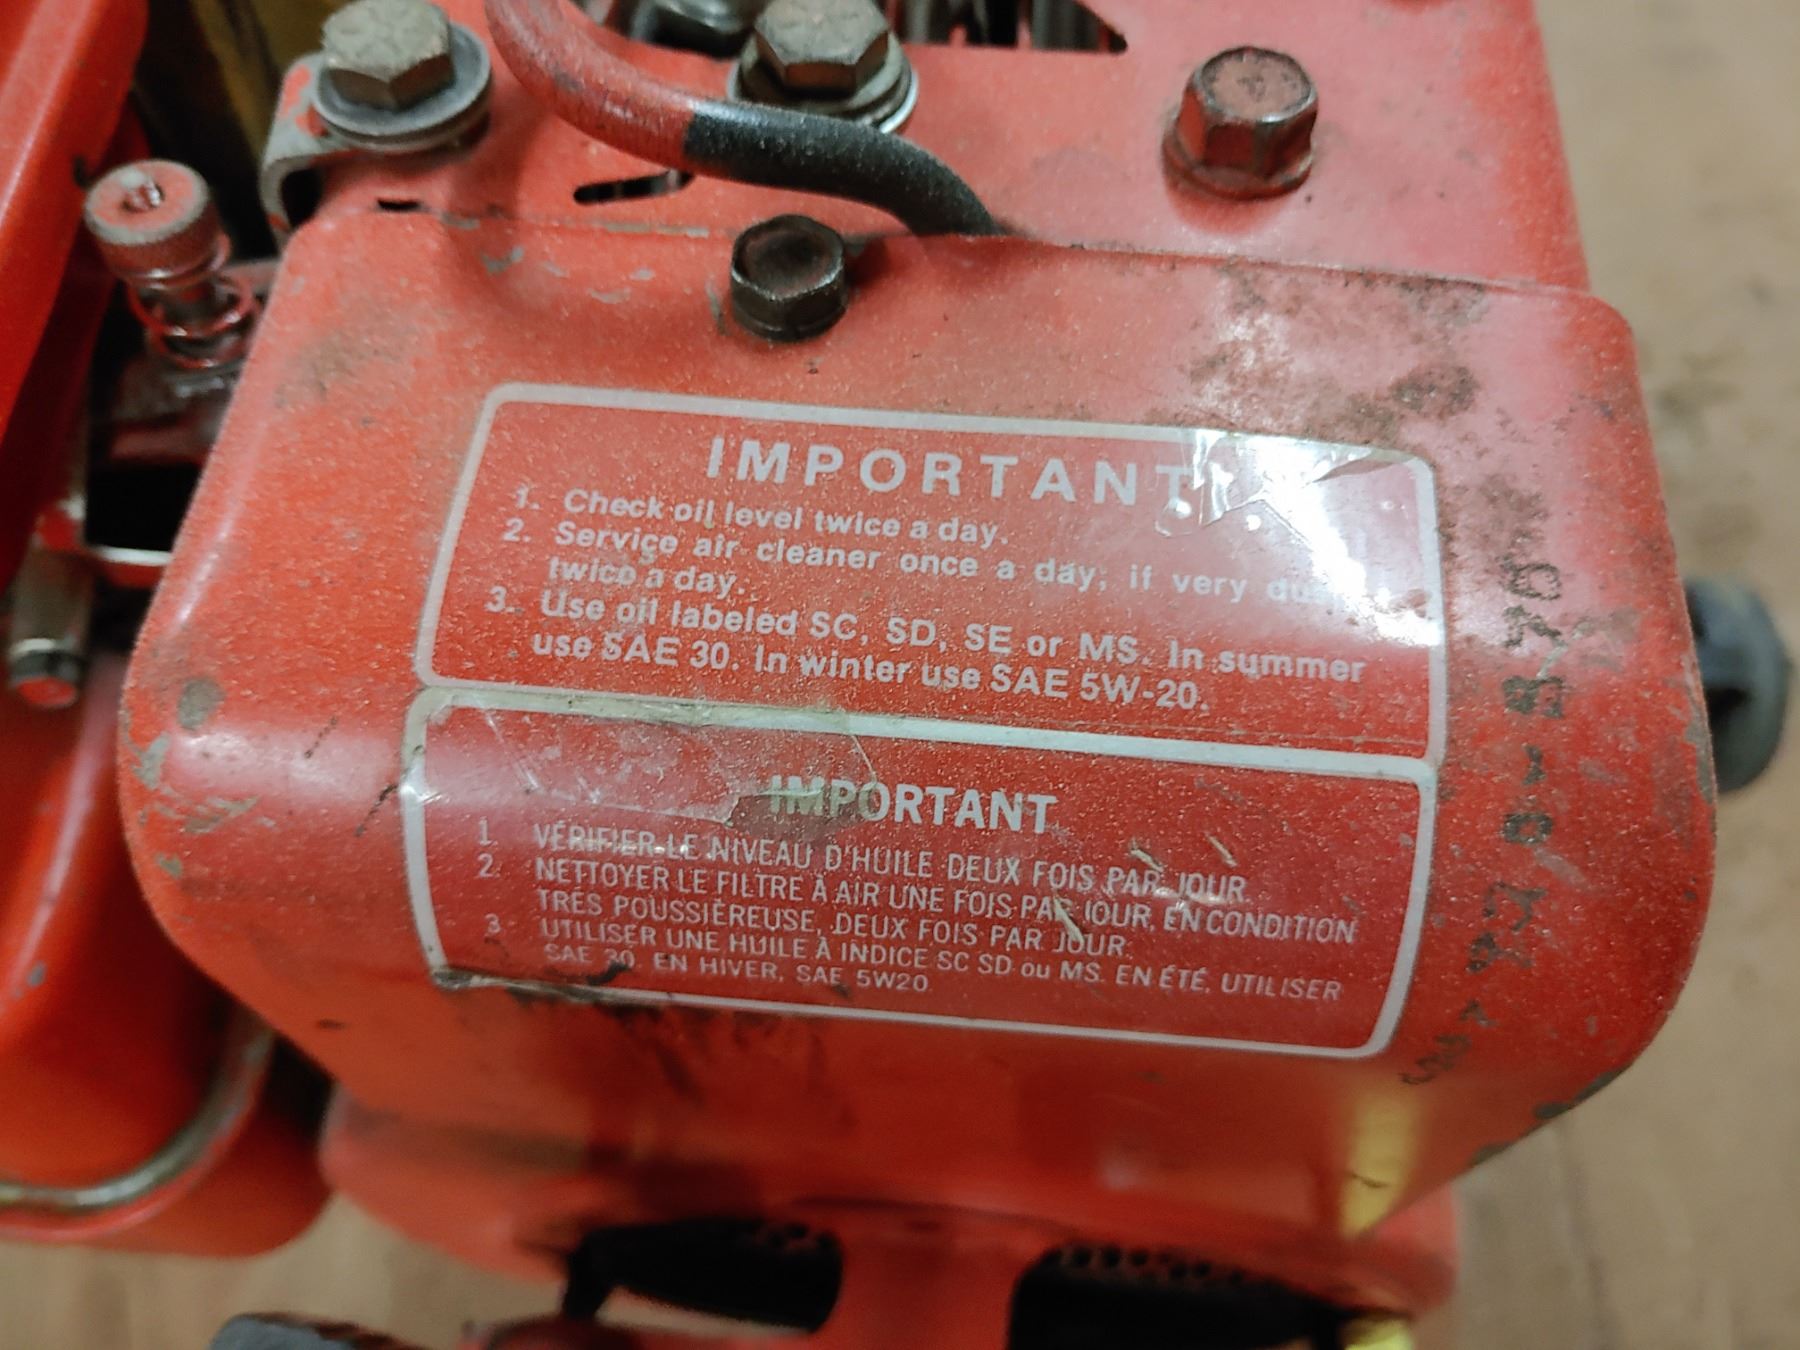 IMPORTANT
1. Check oil level twice a day.
2. Service air cleaner once a day; if very
twice a day.
3. Use oil labeled SC, SD, SE or MS. In summer
use SAE 30. In winter use SAE 5W-20.
IMPORTANT
1 VÉRIFIER LE NIVEAU D'HUILE DEUX FOIS PAR JOUR
2. NETTOYER LE FILTRE À AIR UNE FOIS PAR JOUR, EN CONDITION
TRÈS POUSSIÈREUSE, DEUX FOIS PAR JOUR.
3 UTILISER UNE HUILE À INDICE SC SD ou MS. EN ÉTÉ, UTILISER
SAE 30. EN HIVER, SAE 5W20